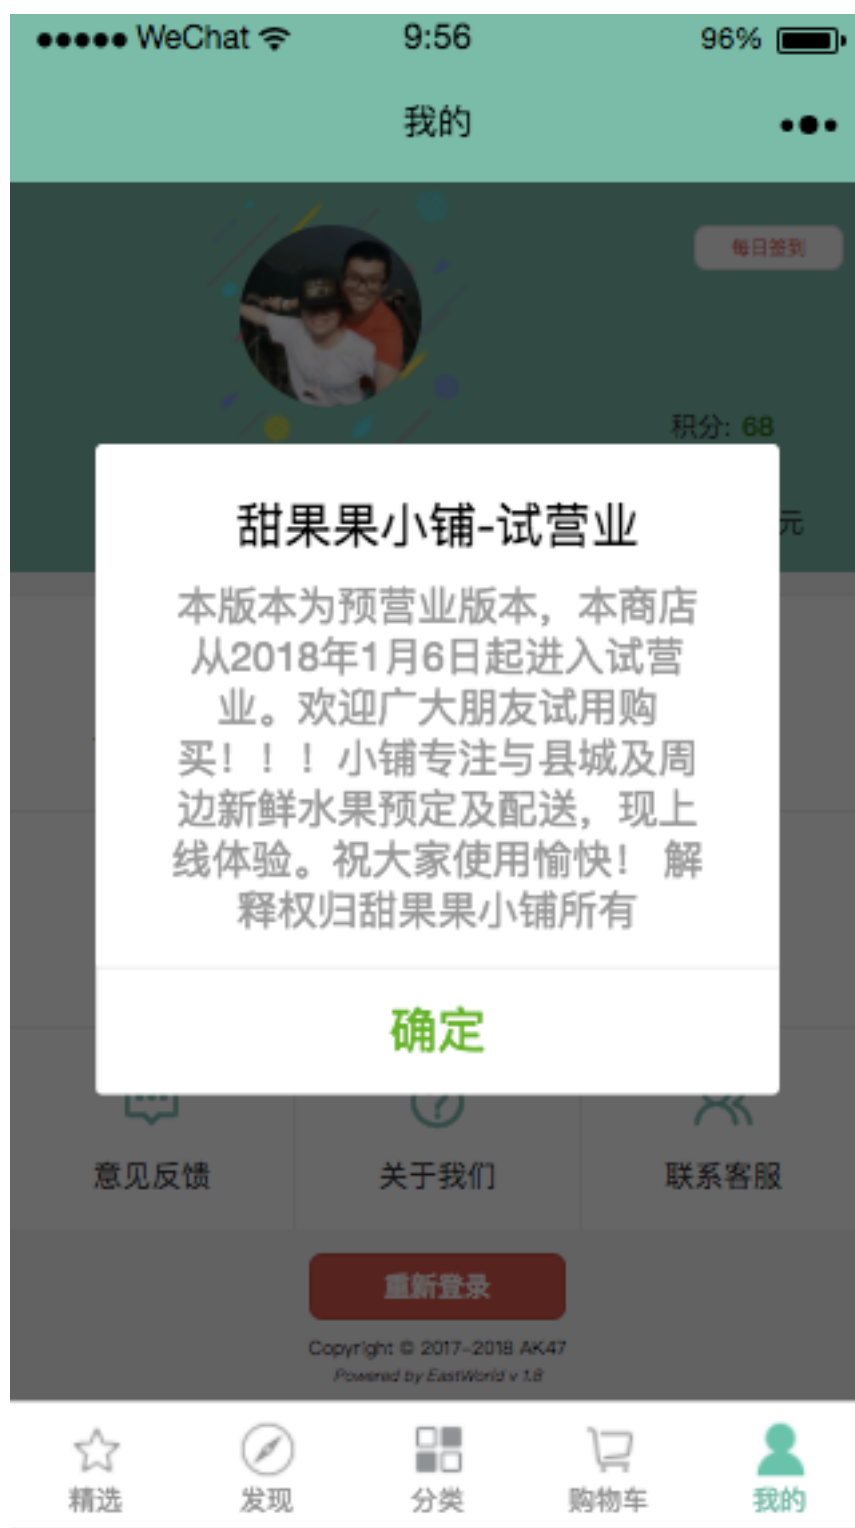 WeChat 9:56 96%
我的
每日签到
积分: 68
元
甜果果小铺-试营业
本版本为预营业版本，本商店
从2018年1月6日起进入试营
业。欢迎广大朋友试用购
买！！！小铺专注与县城及周
边新鲜水果预定及配送，现上
线体验。祝大家使用愉快！ 解
释权归甜果果小铺所有
确定
意见反馈 关于我们 联系客服
重新登录
Copyright © 2017-2018 AK47
Powered by EastWorld v 1.8
精选 发现 分类 购物车 我的